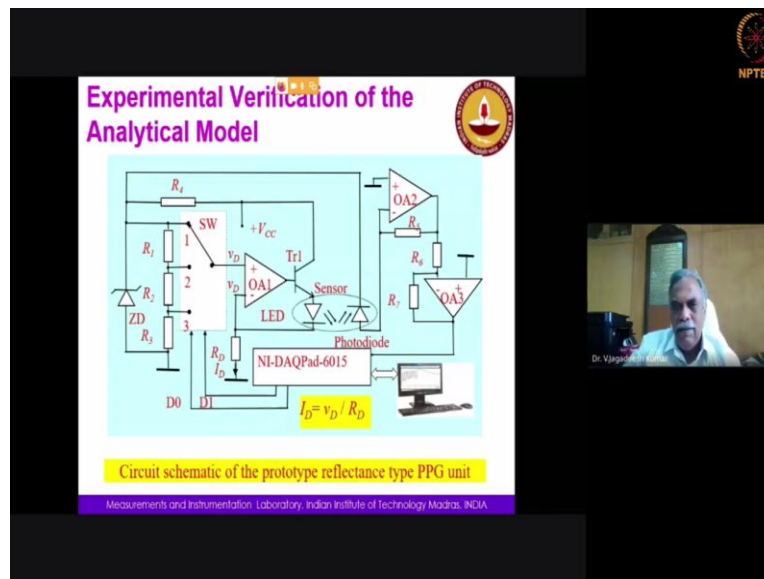 NPTE
Experimental Verification of the
Analytical Model
R4
SW
+VCC
OA2
+
-
R1
1
vD
Tr1
R5
R6
2
vD
+
-
OA1
Sensor
R2
LED
R7
-
+
OA3
ZD
R3
3
RD
ID
Photodiode
NI-DAQPad-6015
D0
D1
ID= vD / RD
Circuit schematic of the prototype reflectance type PPG unit
Measurements and Instrumentation Laboratory, Indian Institute of Technology Madras, INDIA
Dr. V.Jagadeesh Kumar